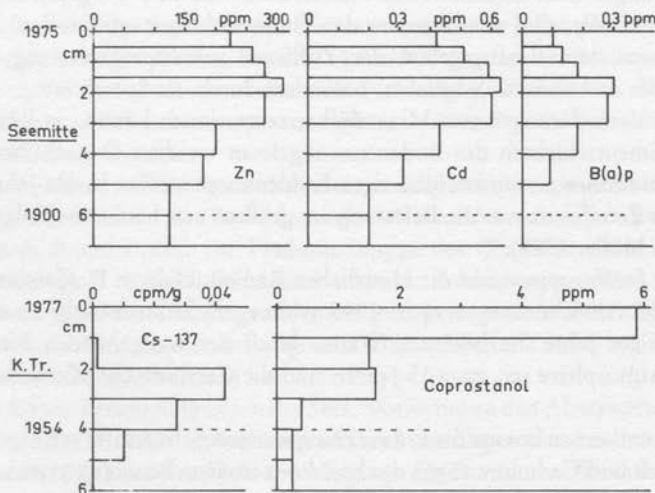 1975 0 150 ppm 300 0 0,3 ppm 0,6 0 0,3 ppm
cm
2
Seemitte
4
Zn Cd B(a)p
1900
1977 0 cpm/g 0,04 0 2 4 ppm 6
cm
Cs-137
K.Tr. 2
Coprostanol
1954 4
6